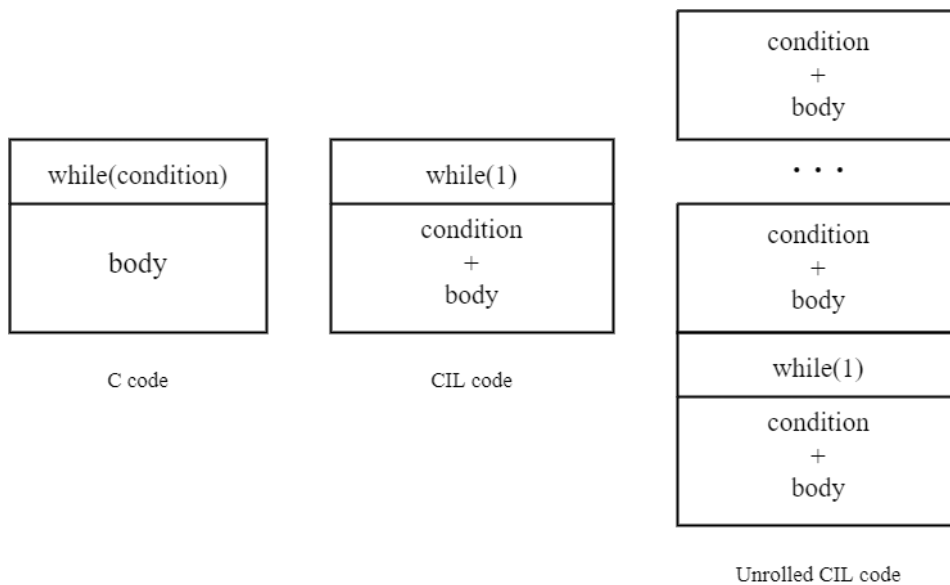 while(condition)
body
C code
while(1)
condition
+
body
CIL code
condition
+
body
. . .
condition
+
body
while(1)
condition
+
body
Unrolled CIL code